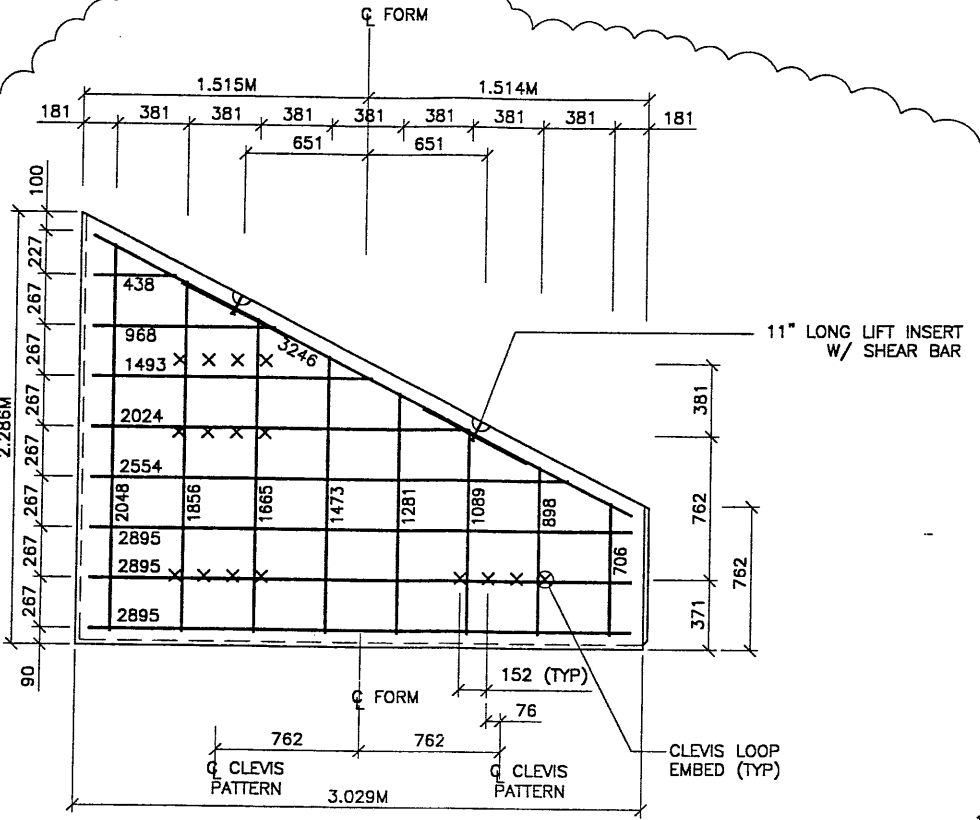 ℄ FORM
1.515M 1.514M
181 381 381 381 381 381 381 381 181
651 651
100
227
267
267
267
267
267
267
267
90
2.286M
438
968
1493
3246
2024
2554
2895
2895
2895
2048 1856 1665 1473 1281 1089 898 706
11" LONG LIFT INSERT
W/ SHEAR BAR
381
762
371
762
152 (TYP)
76
℄ FORM
762 762
℄ CLEVIS
PATTERN
℄ CLEVIS
PATTERN
3.029M
CLEVIS LOOP
EMBED (TYP)